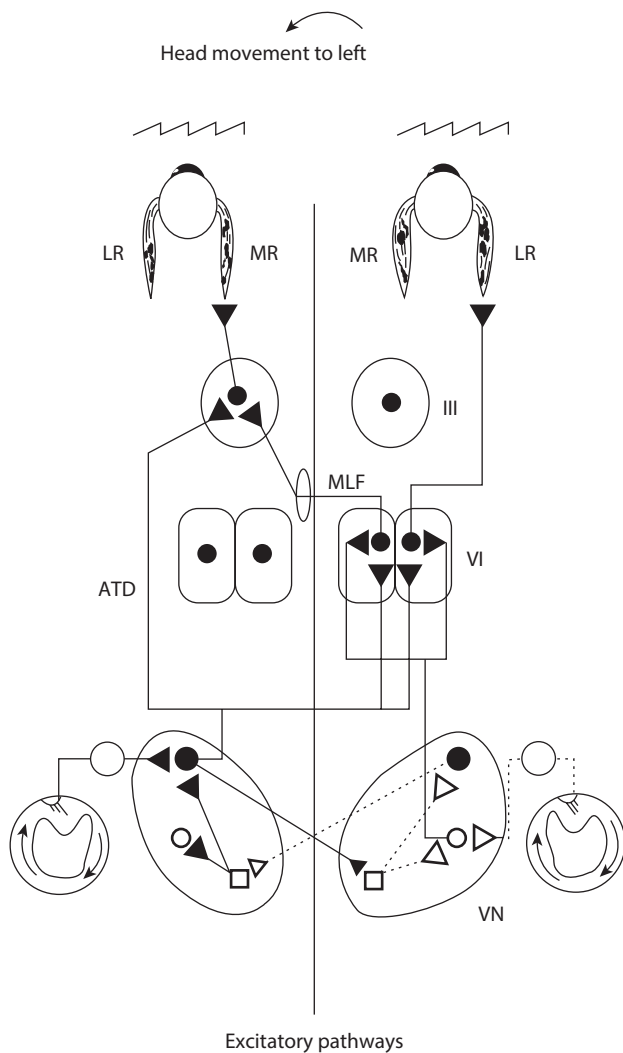 Head movement to left
LR
MR
MR
LR
III
MLF
VI
ATD
VN
Excitatory pathways